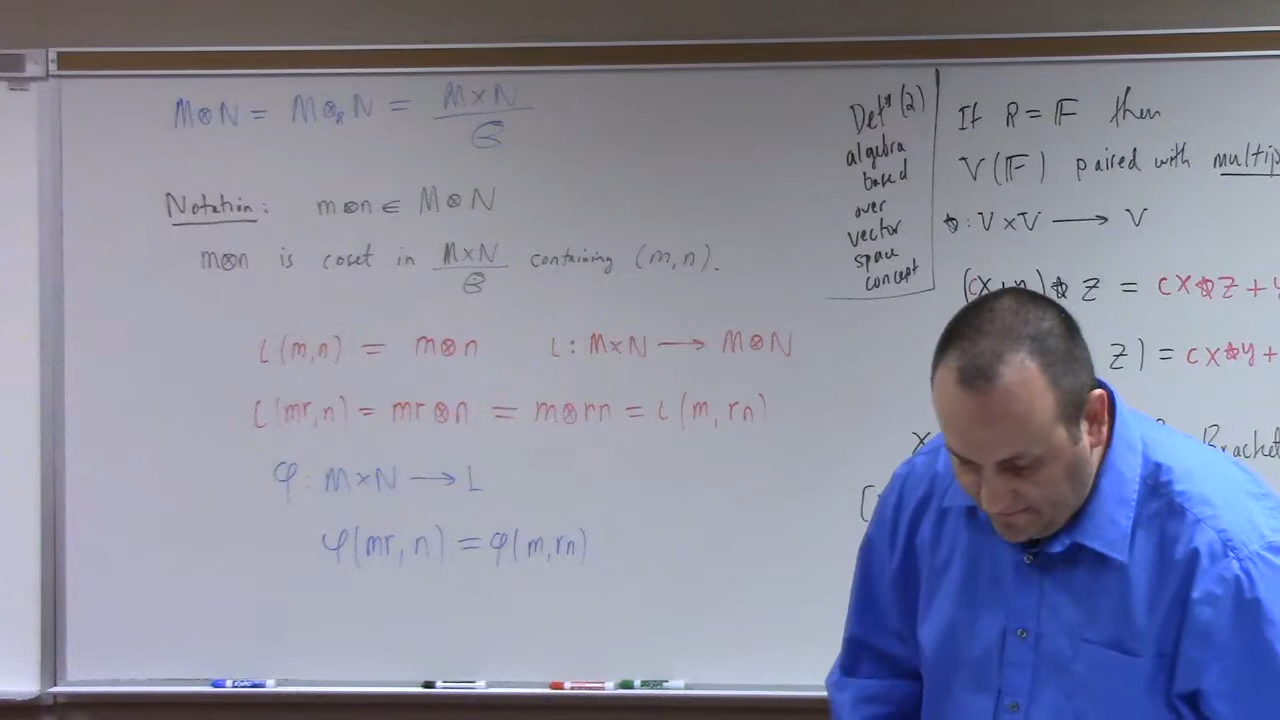 M⊗N = M⊗_R N = M×N
Notation: m⊗n ∈ M⊗N
m⊗n is coset in M×N containing (m,n).
L(m,n) = m⊗n   L : M×N → M⊗N
L(mr,n) = mr⊗n = m⊗rn = L(m,rn)
φ : M×N → L
φ(mr, n) = φ(m,rn)
Defⁿ (2)
algebra
based
over
vector
space
concept
If R = 𝔽 then
V(𝔽) paired with multip
: V×V → V
z = cx z +
z) = cx y +
Bracket